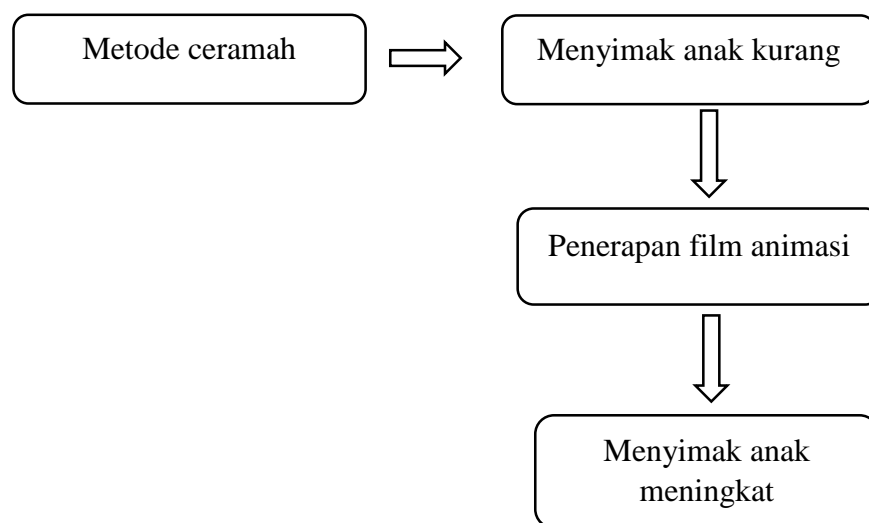 Metode ceramah
Menyimak anak kurang
Penerapan film animasi
Menyimak anak
meningkat